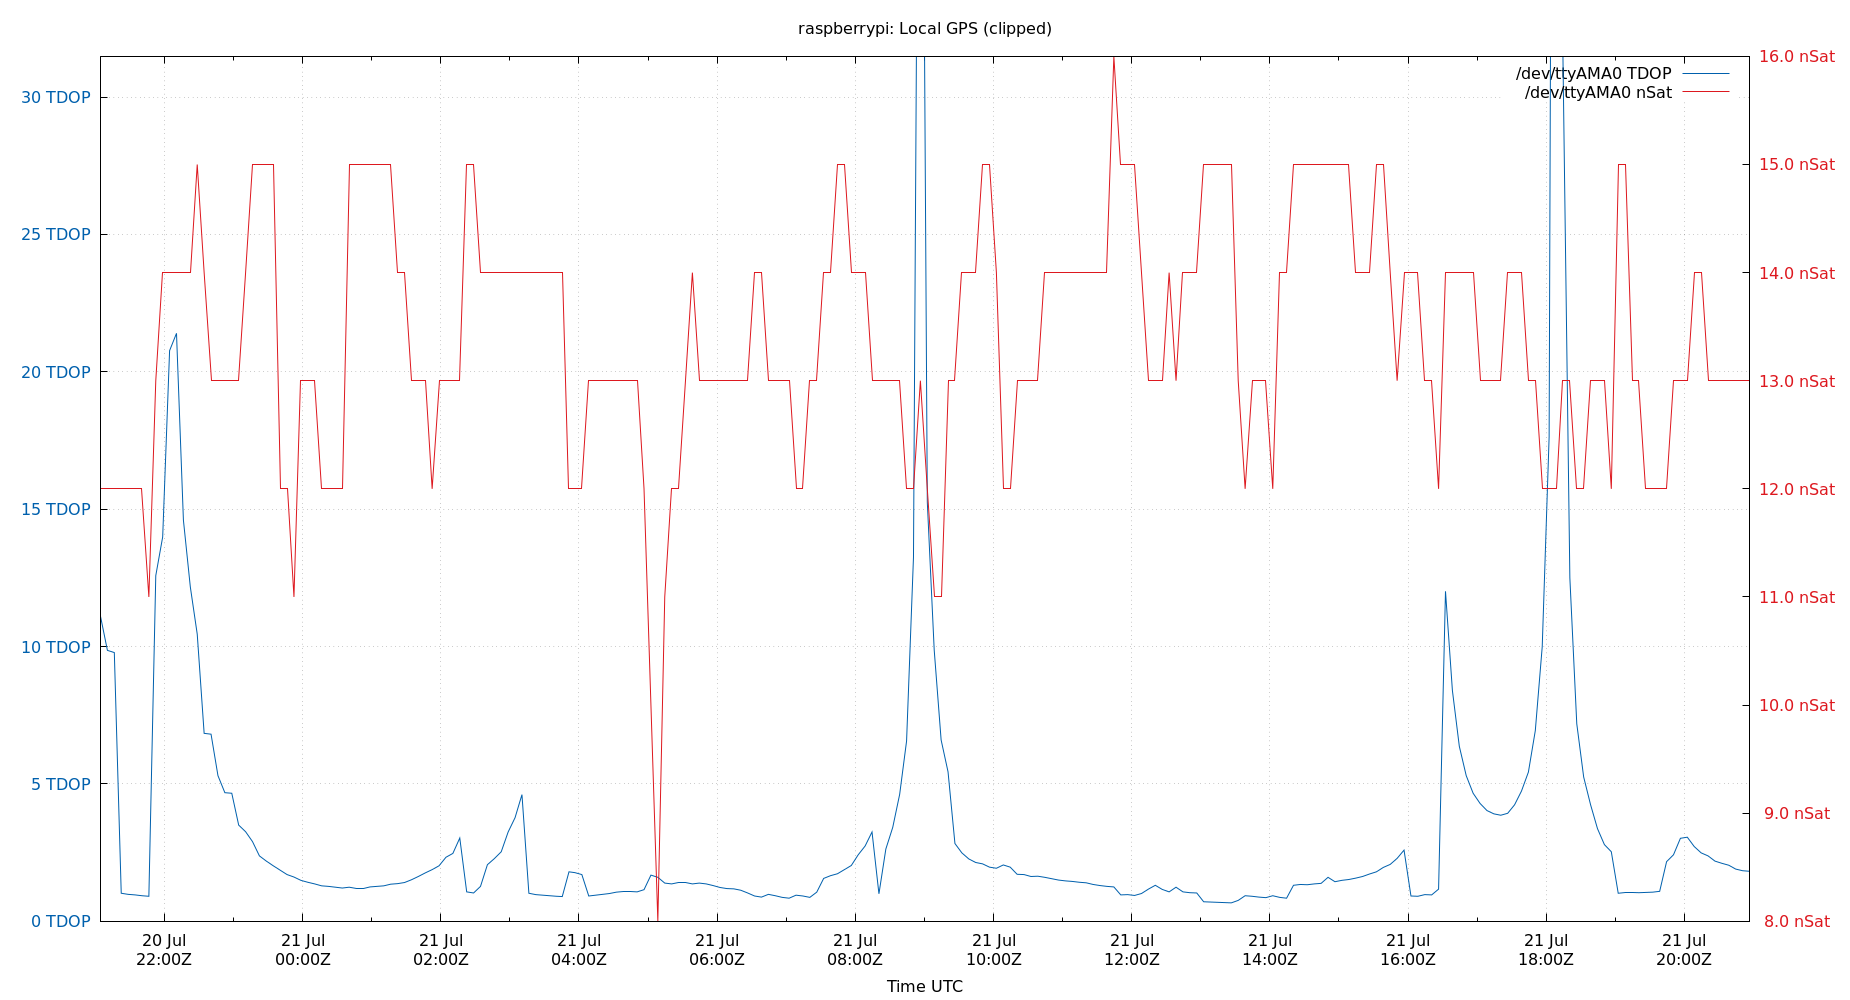 raspberrypi: Local GPS (clipped)
/dev/ttyAMA0 TDOP
/dev/ttyAMA0 nSat
30 TDOP
25 TDOP
20 TDOP
15 TDOP
10 TDOP
5 TDOP
0 TDOP
16.0 nSat
15.0 nSat
14.0 nSat
13.0 nSat
12.0 nSat
11.0 nSat
10.0 nSat
9.0 nSat
8.0 nSat
20 Jul
22:00Z
21 Jul
00:00Z
21 Jul
02:00Z
21 Jul
04:00Z
21 Jul
06:00Z
21 Jul
08:00Z
21 Jul
10:00Z
21 Jul
12:00Z
21 Jul
14:00Z
21 Jul
16:00Z
21 Jul
18:00Z
21 Jul
20:00Z
Time UTC